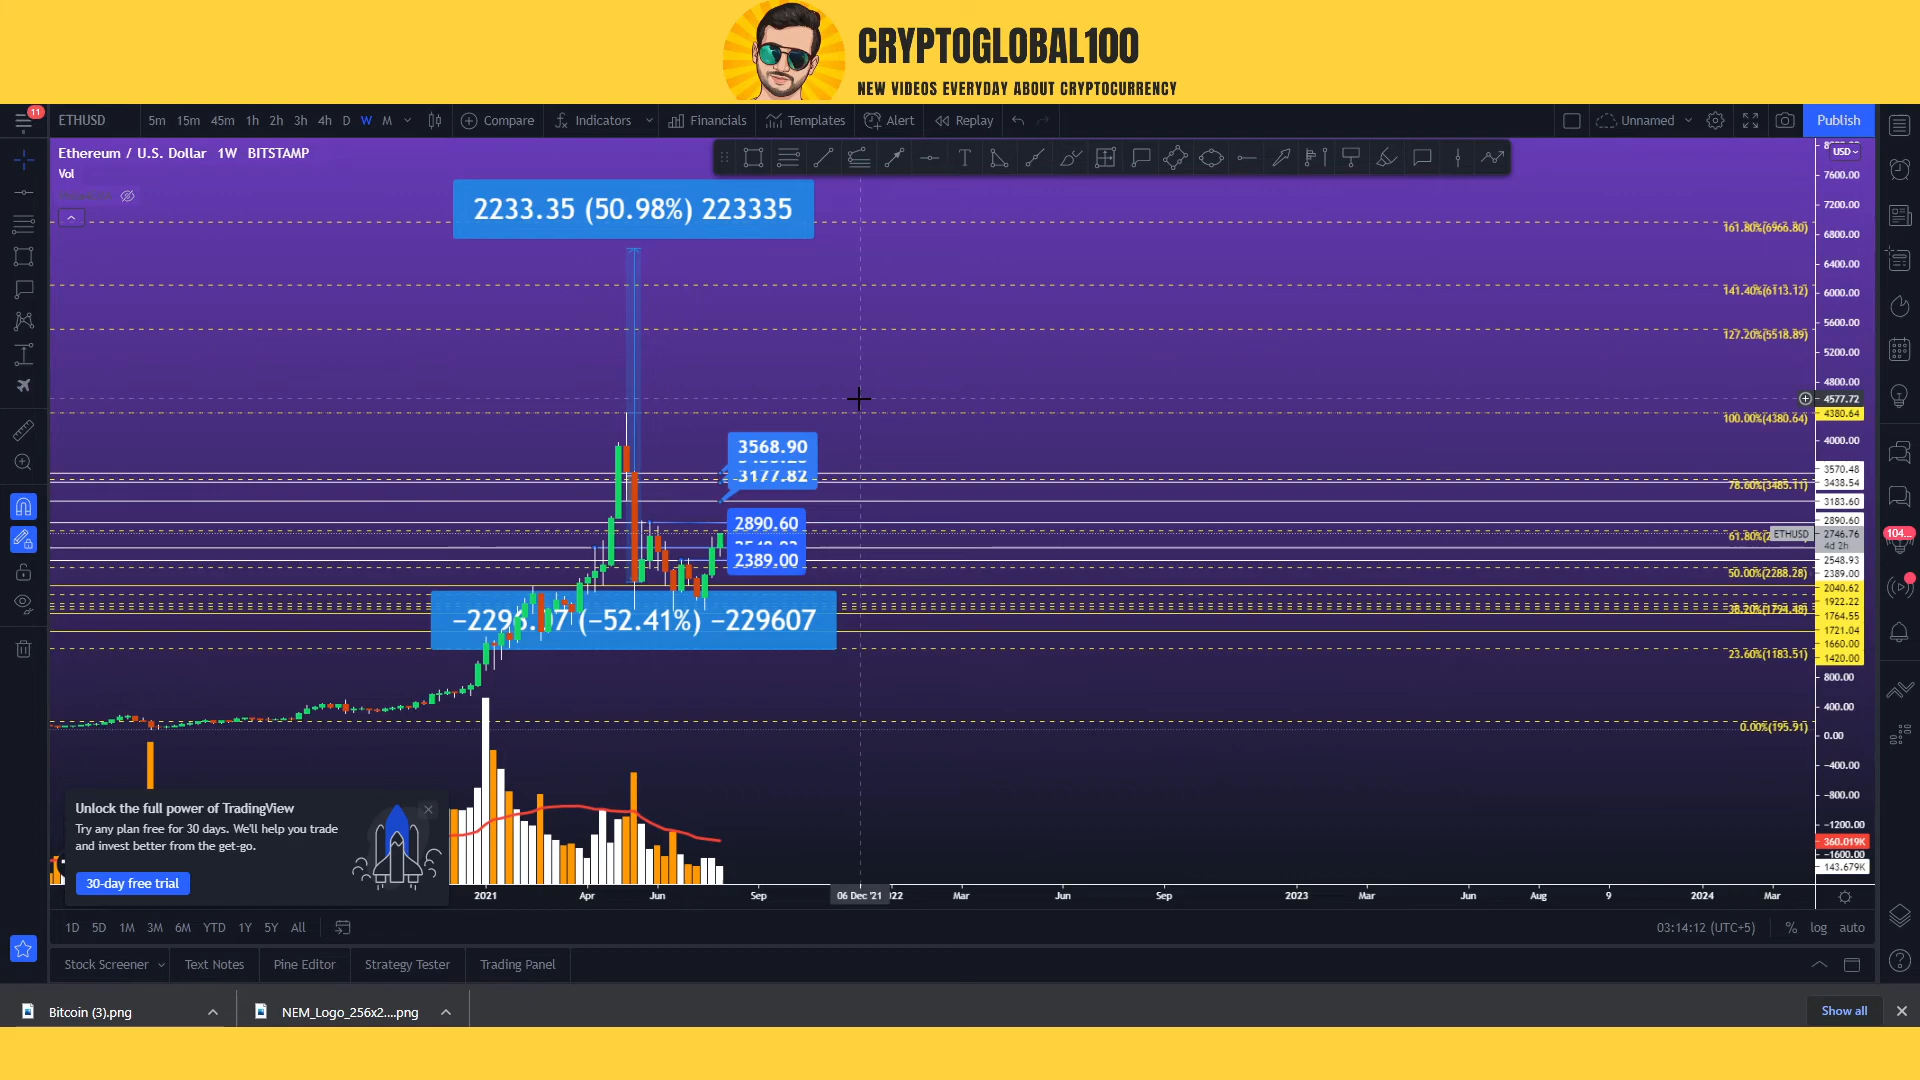 CRYPTOGLOBAL100
NEW VIDEOS EVERYDAY ABOUT CRYPTOCURRENCY
11
ETHUSD 5m 15m 45m 1h 2h 3h 4h D W M Compare Indicators Financials Templates Alert Replay Unnamed Publish
Ethereum / U.S. Dollar 1W BITSTAMP
Vol
USD
2233.35 (50.98%) 223335
7600.00
7200.00
161.80%(6966.80)
6800.00
6400.00
141.40%(6113.12)
6000.00
5600.00
127.20%(5518.89)
5200.00
4800.00
4577.72
4380.64
100.00%(4380.64)
4000.00
3568.90
3177.82
3570.48
78.60%(3485.11)
3438.54
3183.60
2890.60
2890.60
61.80%
ETHUSD 2746.76
4d 2h
2548.93
2389.00
2389.00
50.00%(2288.28)
2040.62
1922.22
38.20%(1794.48)
1764.55
1721.04
1660.00
1420.00
−2296.07 (−52.41%) −229607
23.60%(1183.51)
800.00
400.00
0.00%(195.91)
0.00
−400.00
−800.00
−1200.00
360.019K
−1600.00
143.679K
104...
Unlock the full power of TradingView
Try any plan free for 30 days. We'll help you trade
and invest better from the get-go.
30-day free trial
2021 Apr Jun Sep 06 Dec '21 22 Mar Jun Sep 2023 Mar Jun Aug 9 2024 Mar
1D 5D 1M 3M 6M YTD 1Y 5Y All 03:14:12 (UTC+5) % log auto
Stock Screener Text Notes Pine Editor Strategy Tester Trading Panel
Bitcoin (3).png NEM_Logo_256x2....png Show all